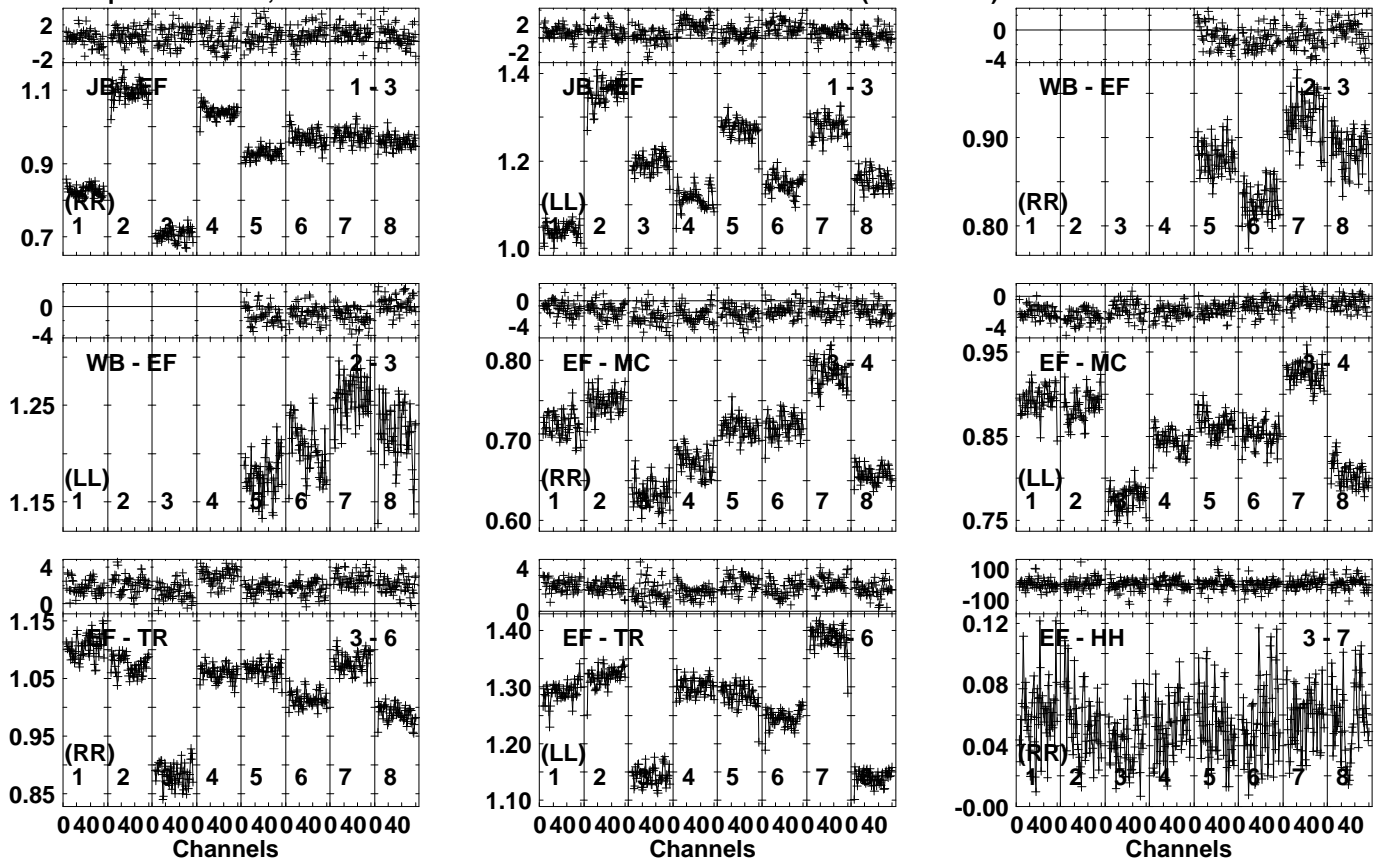 2
-2
JB - EF 1 - 3
1.1
0.9
0.7
(RR)
1 2 3 4 5 6 7 8
2
-2
JB - EF 1 - 3
1.4
1.2
1.0
(LL)
1 2 3 4 5 6 7 8
0
-4
WB - EF 2 - 3
0.90
0.80
(RR)
1 2 3 4 5 6 7 8
0
-4
WB - EF 2 - 3
1.25
1.15
(LL)
1 2 3 4 5 6 7 8
0
-4
EF - MC 3 - 4
0.80
0.70
0.60
(RR)
1 2 3 4 5 6 7 8
0
-4
EF - MC 3 - 4
0.95
0.85
0.75
(LL)
1 2 3 4 5 6 7 8
4
0
EF - TR 3 - 6
1.15
1.05
0.95
0.85
(RR)
1 2 3 4 5 6 7 8
4
0
EF - TR 3 - 6
1.40
1.30
1.20
1.10
(LL)
1 2 3 4 5 6 7 8
100
-100
EF - HH 3 - 7
0.12
0.08
0.04
-0.00
(RR)
1 2 3 4 5 6 7 8
0 40 0 40 0 40 0 40 0 40 0 40 0 40 0 40
Channels
0 40 0 40 0 40 0 40 0 40 0 40 0 40 0 40
Channels
0 40 0 40 0 40 0 40 0 40 0 40 0 40 0 40
Channels